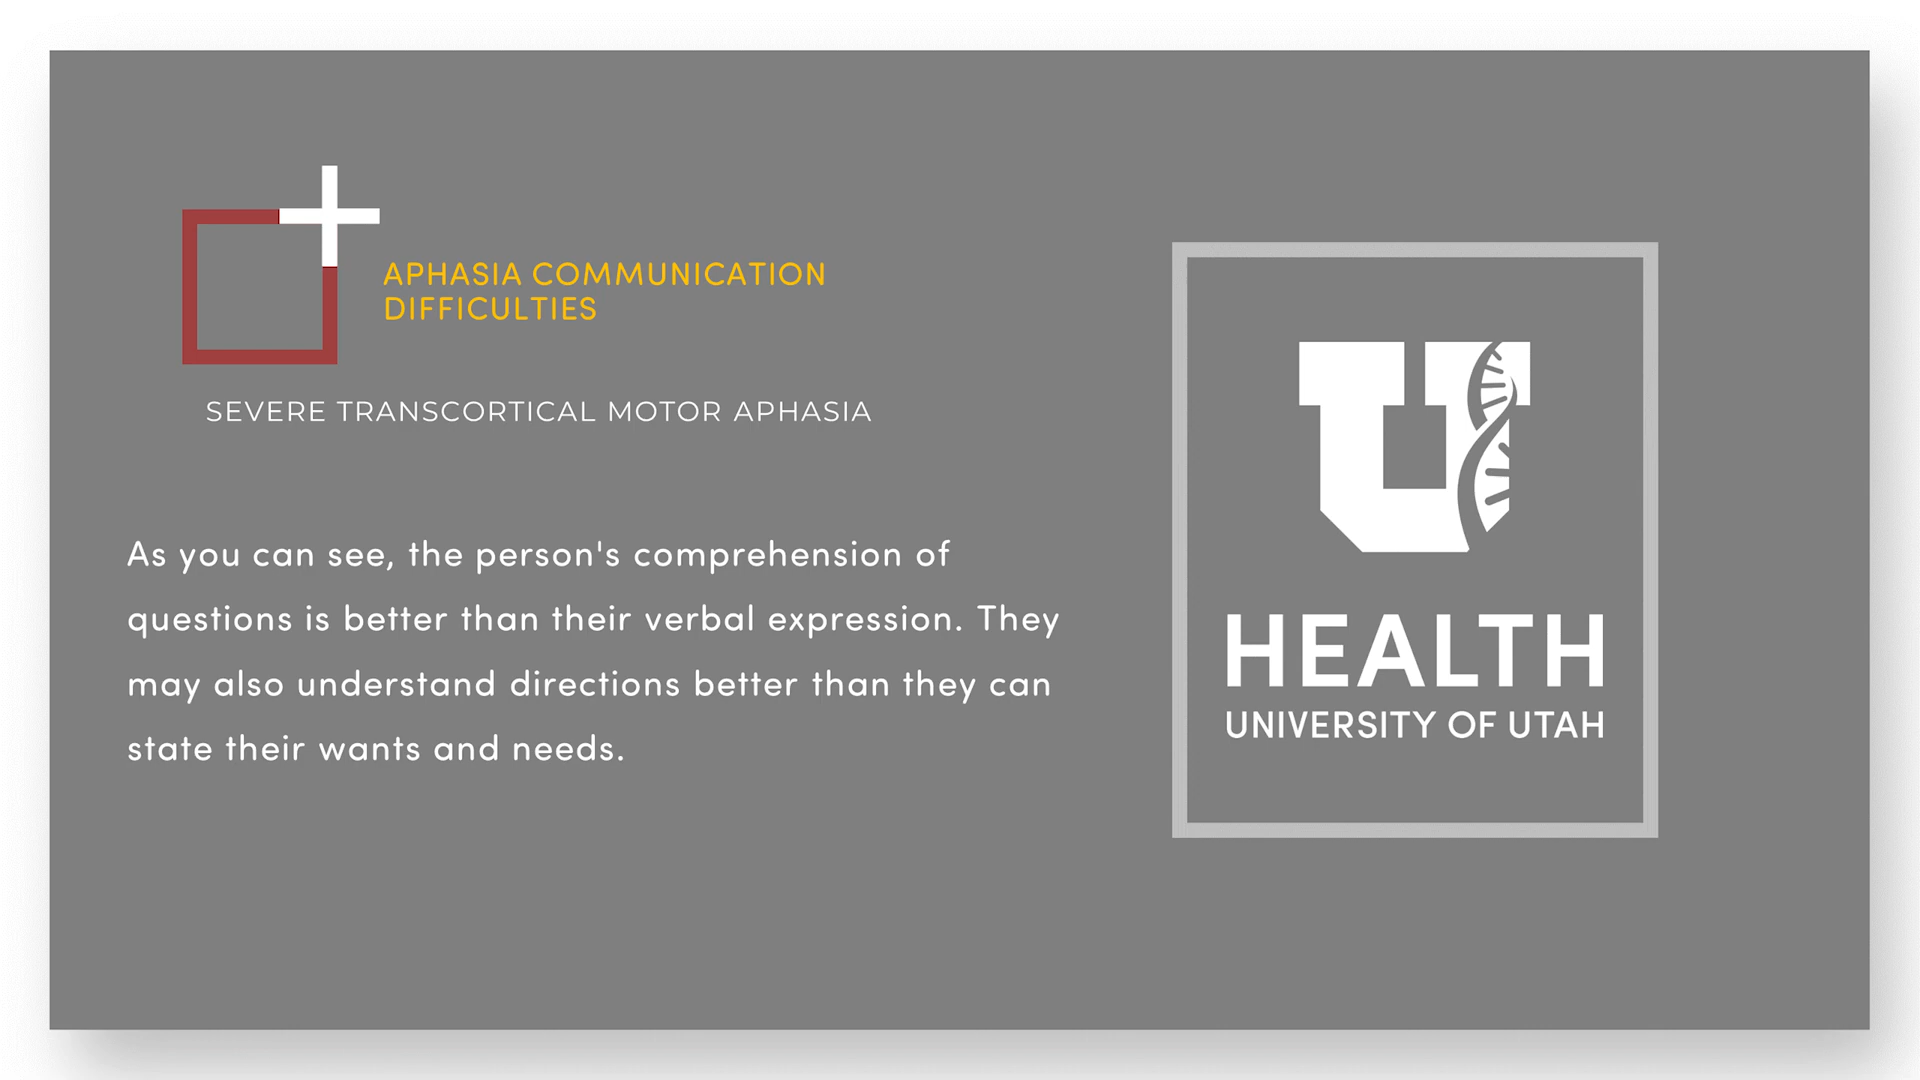 APHASIA COMMUNICATION
DIFFICULTIES
SEVERE TRANSCORTICAL MOTOR APHASIA
As you can see, the person's comprehension of
questions is better than their verbal expression. They
may also understand directions better than they can
state their wants and needs.
U
HEALTH
UNIVERSITY OF UTAH